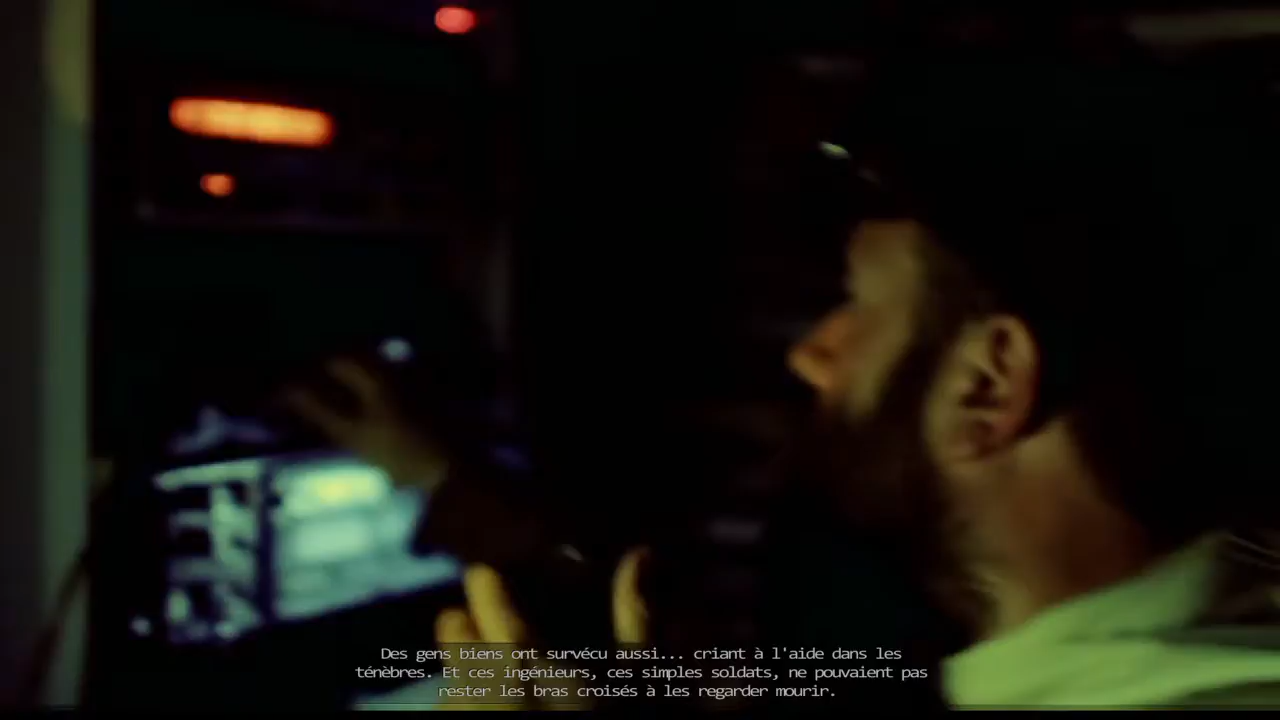 Des gens biens ont survécu aussi... criant à l'aide dans les
ténèbres. Et ces ingénieurs, ces simples soldats, ne pouvaient pas
rester les bras croisés à les regarder mourir.